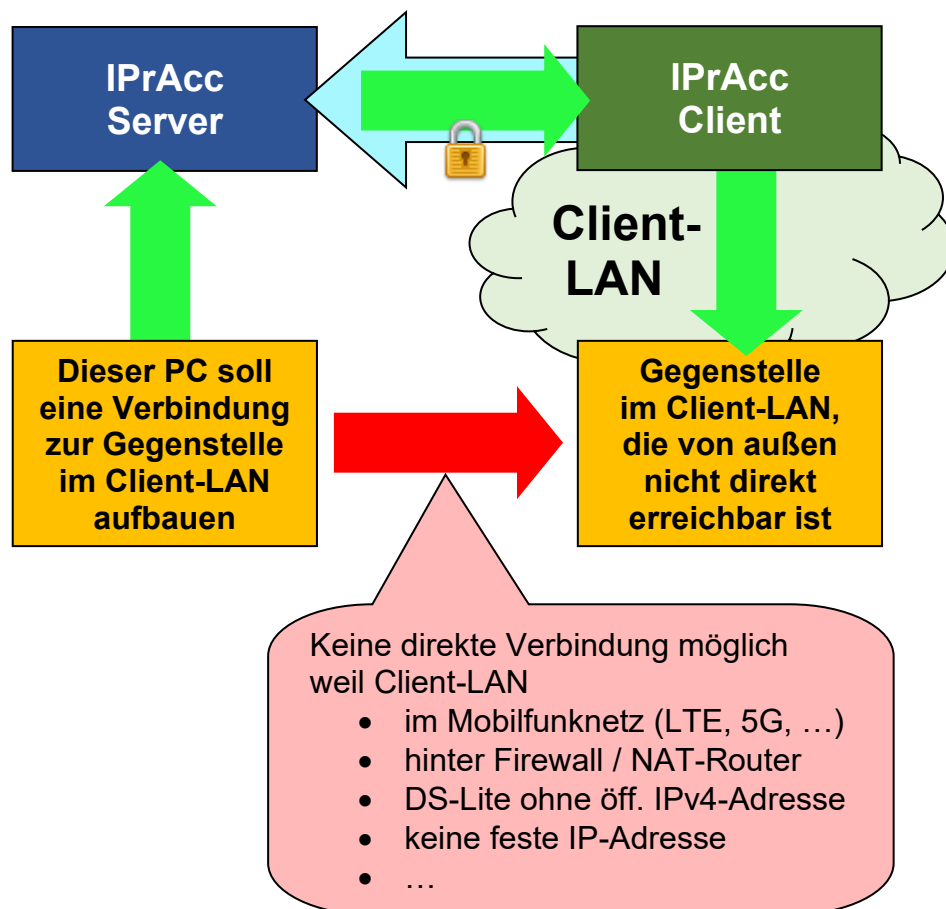 IPrAcc
Server
IPrAcc
Client
Client-
LAN
Dieser PC soll
eine Verbindung
zur Gegenstelle
im Client-LAN
aufbauen
Gegenstelle
im Client-LAN,
die von außen
nicht direkt
erreichbar ist
Keine direkte Verbindung möglich
weil Client-LAN
• im Mobilfunknetz (LTE, 5G, …)
• hinter Firewall / NAT-Router
• DS-Lite ohne öff. IPv4-Adresse
• keine feste IP-Adresse
• …